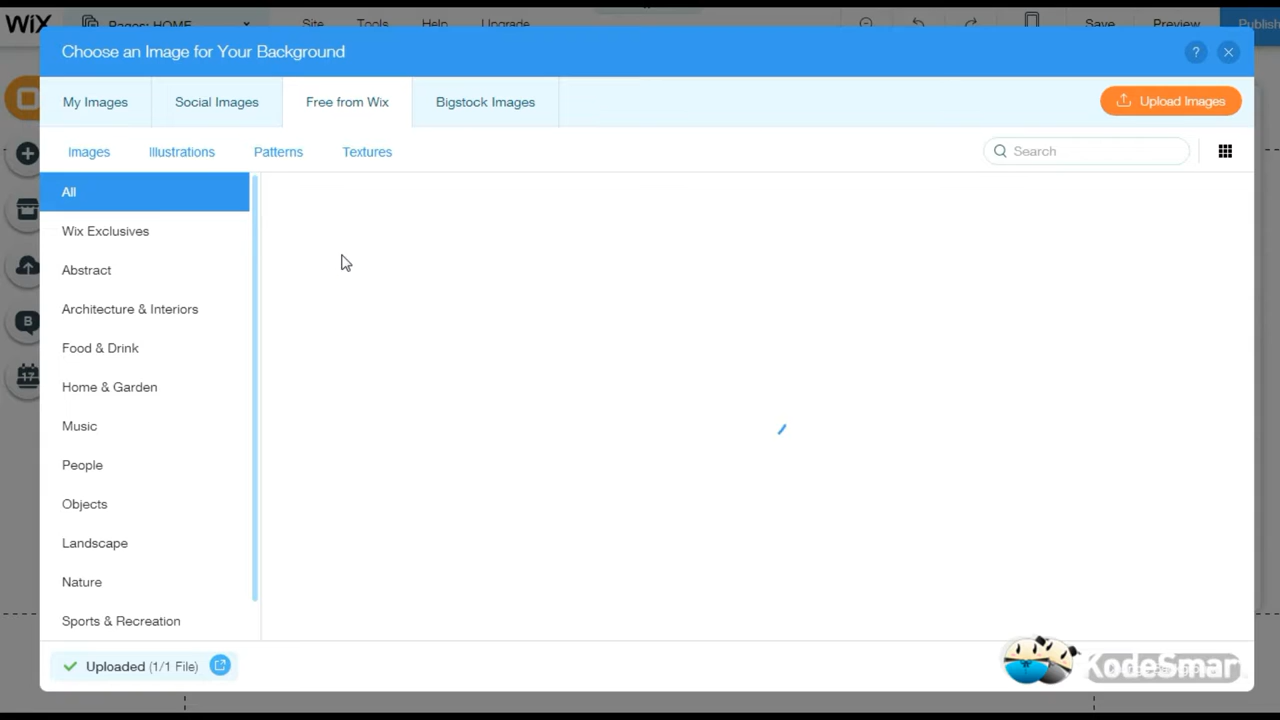 WiX Pages: HOME Site Tools Help Upgrade Save Preview Publish
Choose an Image for Your Background ? ×
My Images Social Images Free from Wix Bigstock Images Upload Images
Images Illustrations Patterns Textures Search
All
Wix Exclusives
Abstract
Architecture & Interiors
Food & Drink
Home & Garden
B
Music
17
People
Objects
Landscape
Nature
Sports & Recreation
Uploaded (1/1 File)
KodeSmar